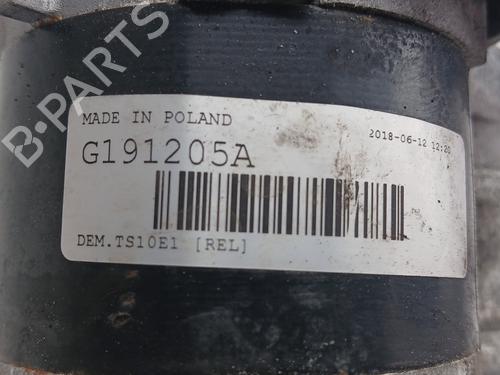 MADE IN POLAND
2018-06-12 12:20
G191205A
DEM.TS10E1 [REL]
B-PARTS